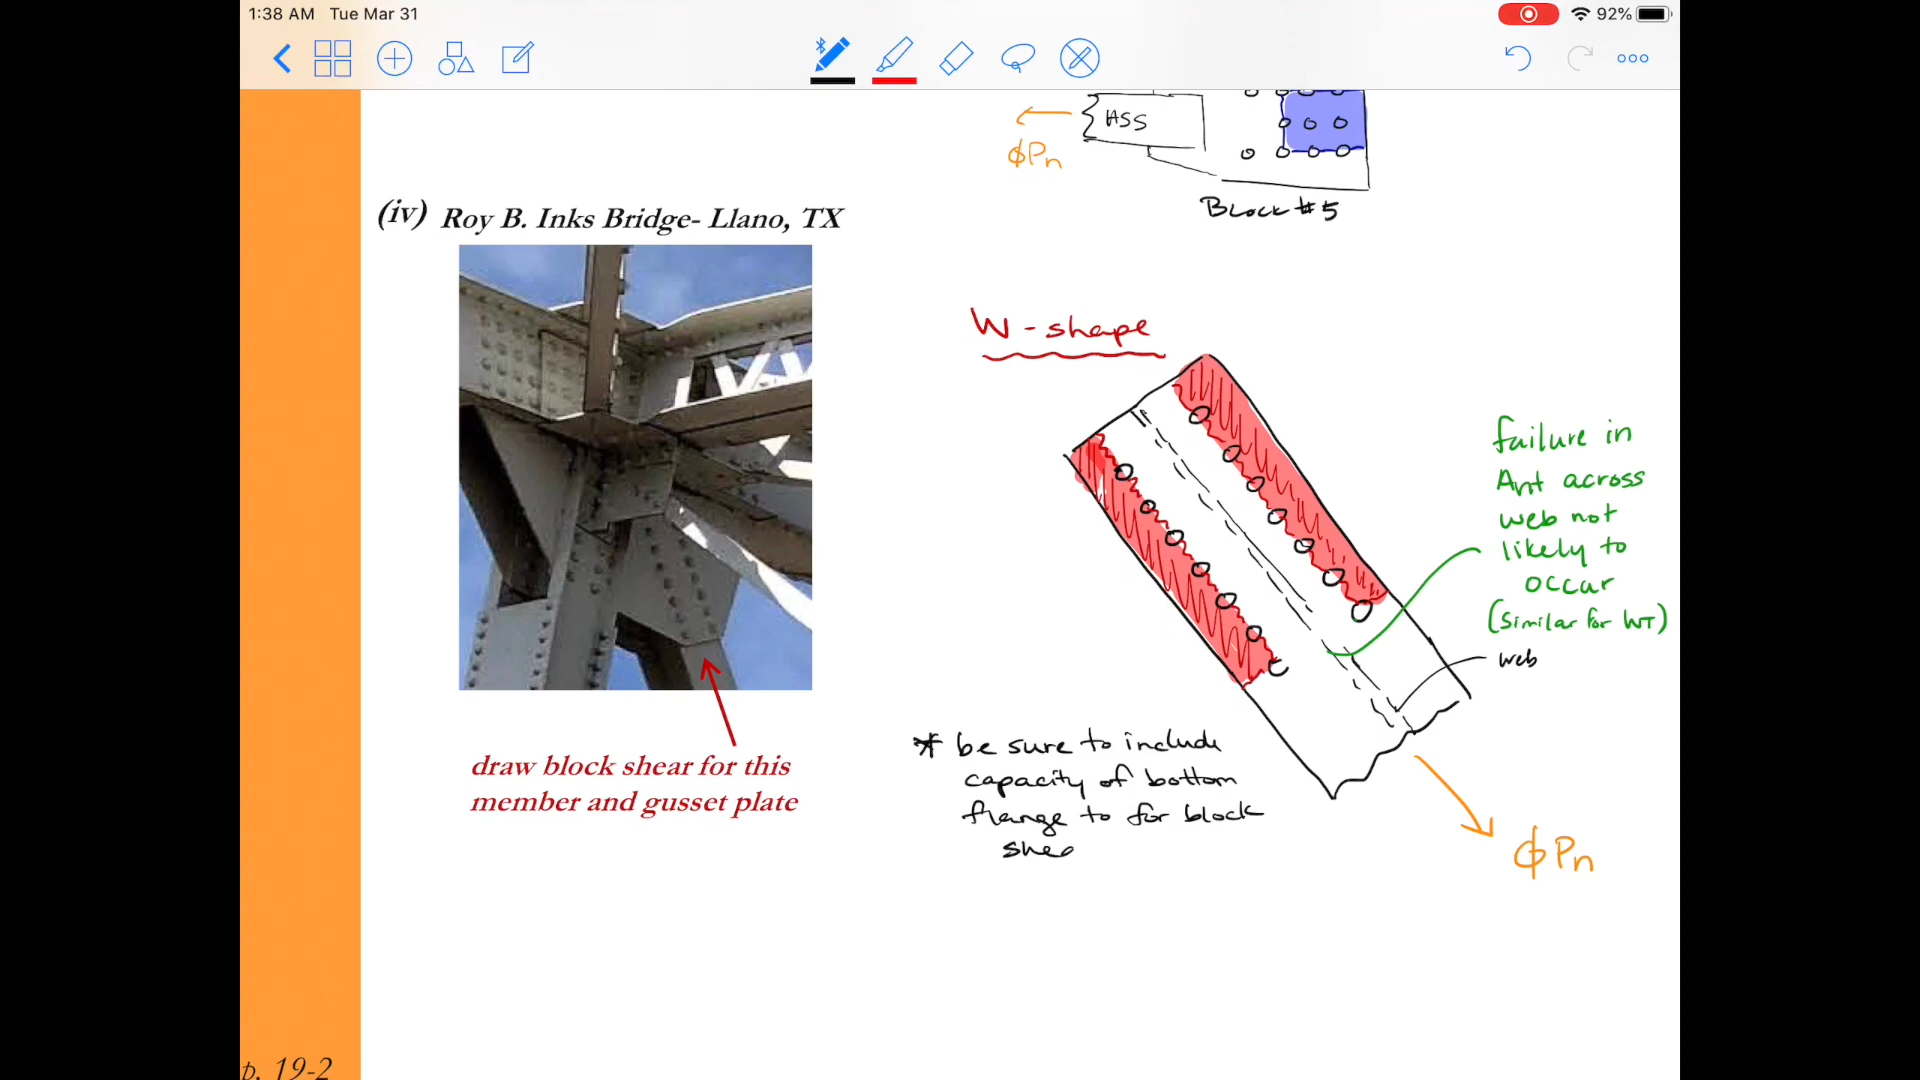 1:38 AM Tue Mar 31
92%
HSS
ϕPn
Block #5
(iv) Roy B. Inks Bridge- Llano, TX
W - shape
failure in
Ant across
web not
likely to
occur
(similar for WT)
web
* be sure to include
capacity of bottom
flange to for block
shea
draw block shear for this
member and gusset plate
ϕPn
p. 19-2